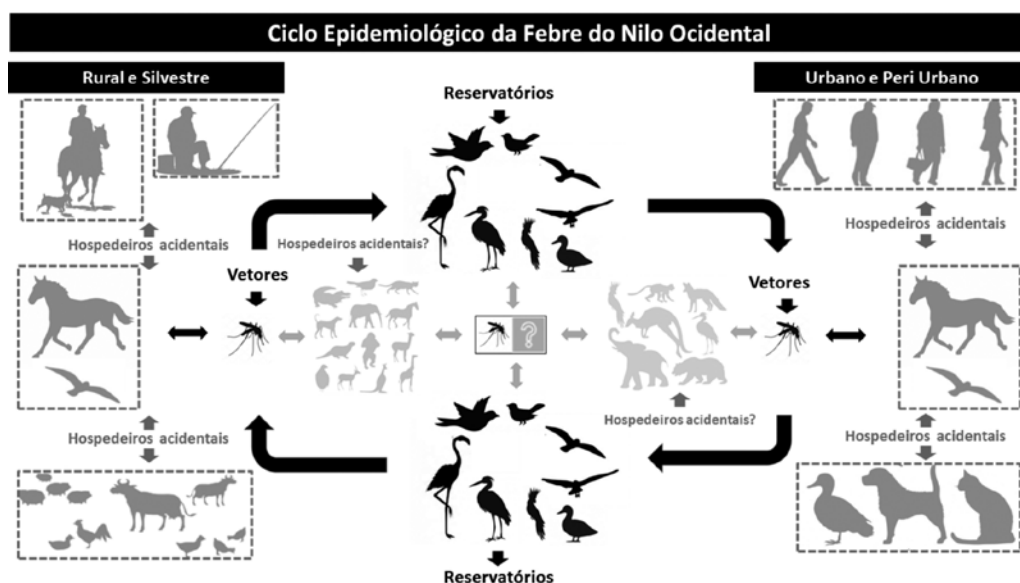 Ciclo Epidemiológico da Febre do Nilo Ocidental
Rural e Silvestre
Urbano e Peri Urbano
Reservatórios
Hospedeiros acidentais
Hospedeiros acidentais?
Hospedeiros acidentais
Vetores
Vetores
?
Hospedeiros acidentais
Hospedeiros acidentais?
Hospedeiros acidentais
Reservatórios